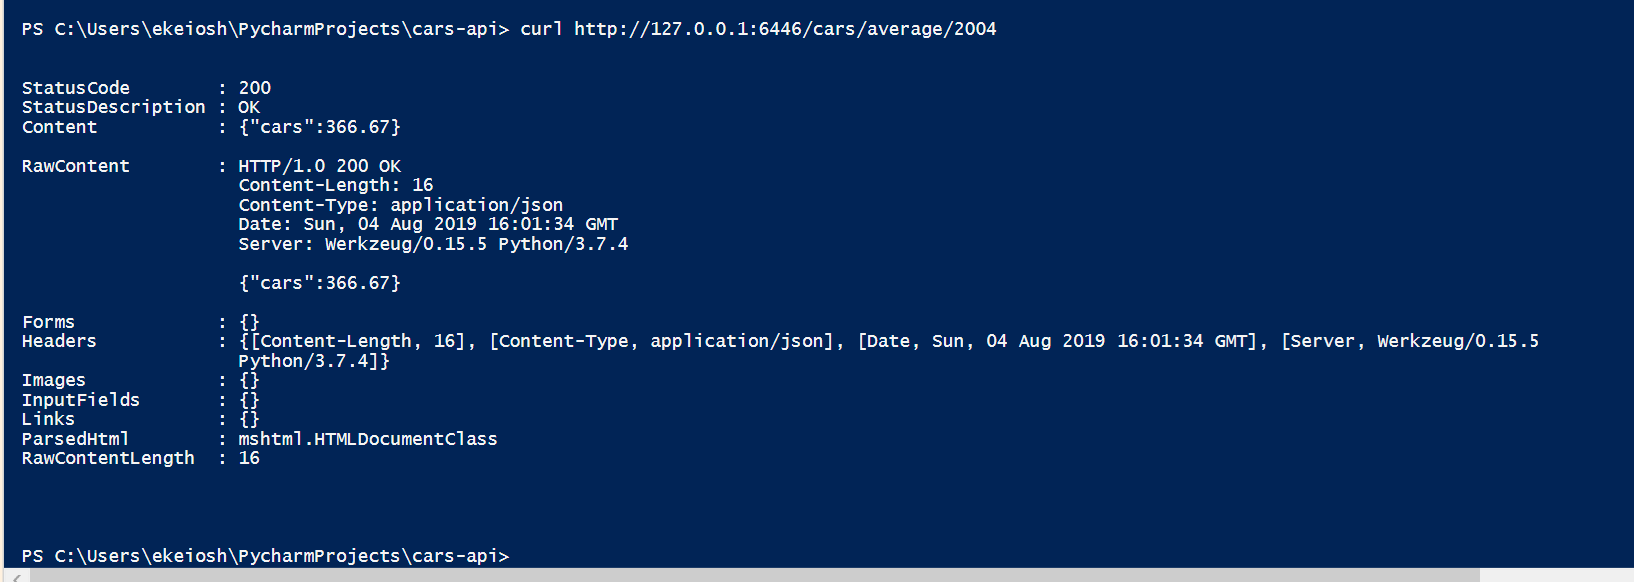 PS C:\Users\ekeiosh\PycharmProjects\cars-api> curl http://127.0.0.1:6446/cars/average/2004
StatusCode        : 200
StatusDescription : OK
Content           : {"cars":366.67}
RawContent        : HTTP/1.0 200 OK
                    Content-Length: 16
                    Content-Type: application/json
                    Date: Sun, 04 Aug 2019 16:01:34 GMT
                    Server: Werkzeug/0.15.5 Python/3.7.4
                    {"cars":366.67}
Forms             : {}
Headers           : {[Content-Length, 16], [Content-Type, application/json], [Date, Sun, 04 Aug 2019 16:01:34 GMT], [Server, Werkzeug/0.15.5
                    Python/3.7.4]}
Images            : {}
InputFields       : {}
Links             : {}
ParsedHtml        : mshtml.HTMLDocumentClass
RawContentLength  : 16
PS C:\Users\ekeiosh\PycharmProjects\cars-api>